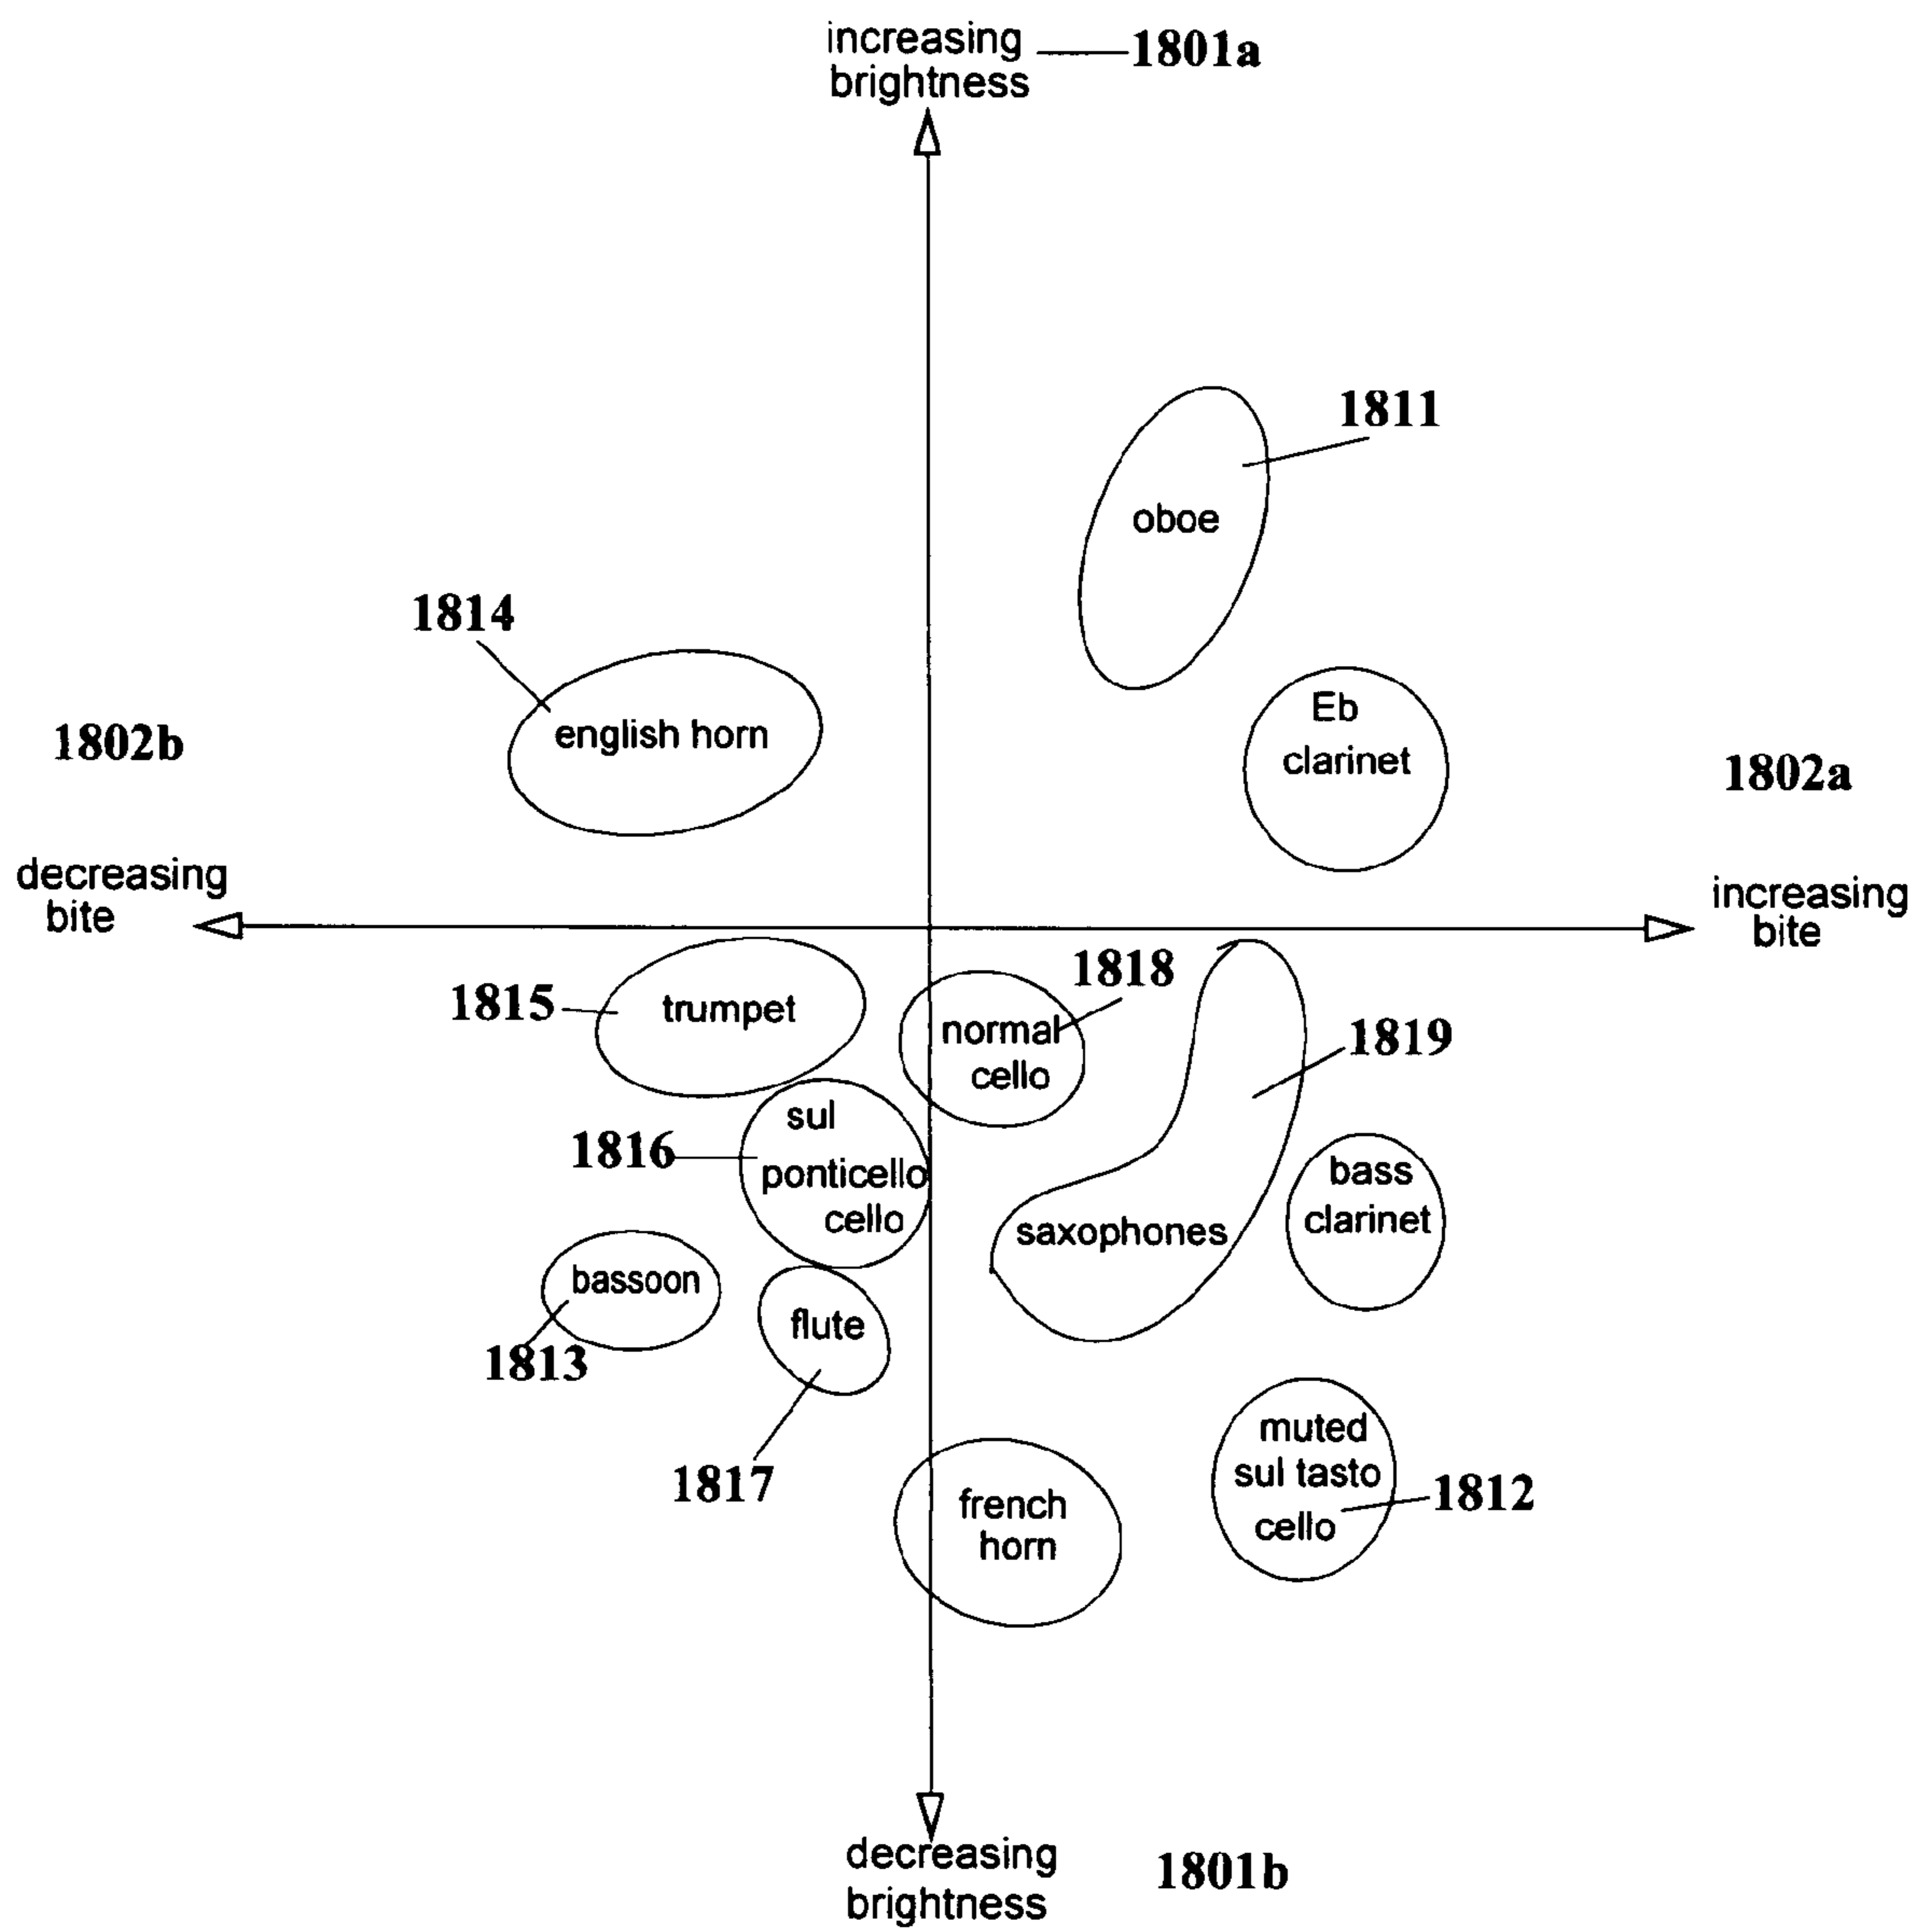 increasing
brightness
1801a
1811
oboe
1814
english horn
Eb
clarinet
1802b
1802a
decreasing
bite
increasing
bite
1815
trumpet
1818
normal
cello
1819
sul
ponticello
cello
1816
saxophones
bass
clarinet
bassoon
1813
flute
1817
french
horn
muted
sul tasto
cello
1812
decreasing
brightness
1801b